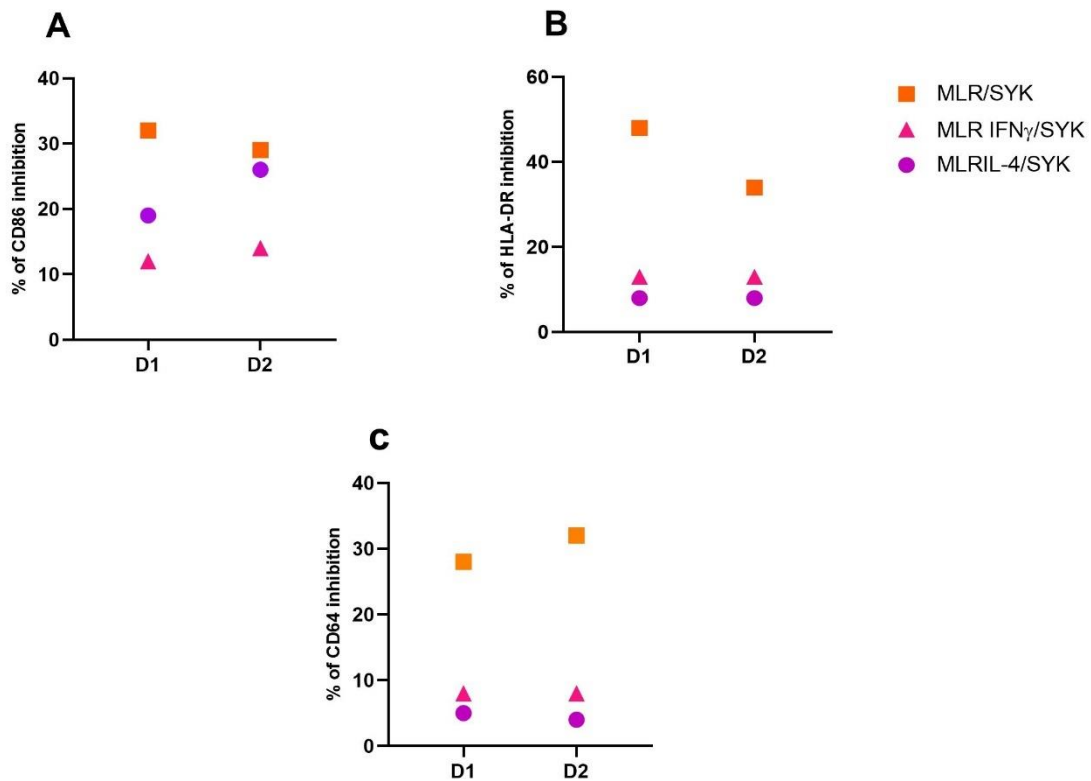 A
% of CD86 inhibition
40
30
20
10
0
D1
D2
B
% of HLA-DR inhibition
60
40
20
0
D1
D2
MLR/SYK
MLR IFNγ/SYK
MLRIL-4/SYK
c
% of CD64 inhibition
40
30
20
10
0
D1
D2